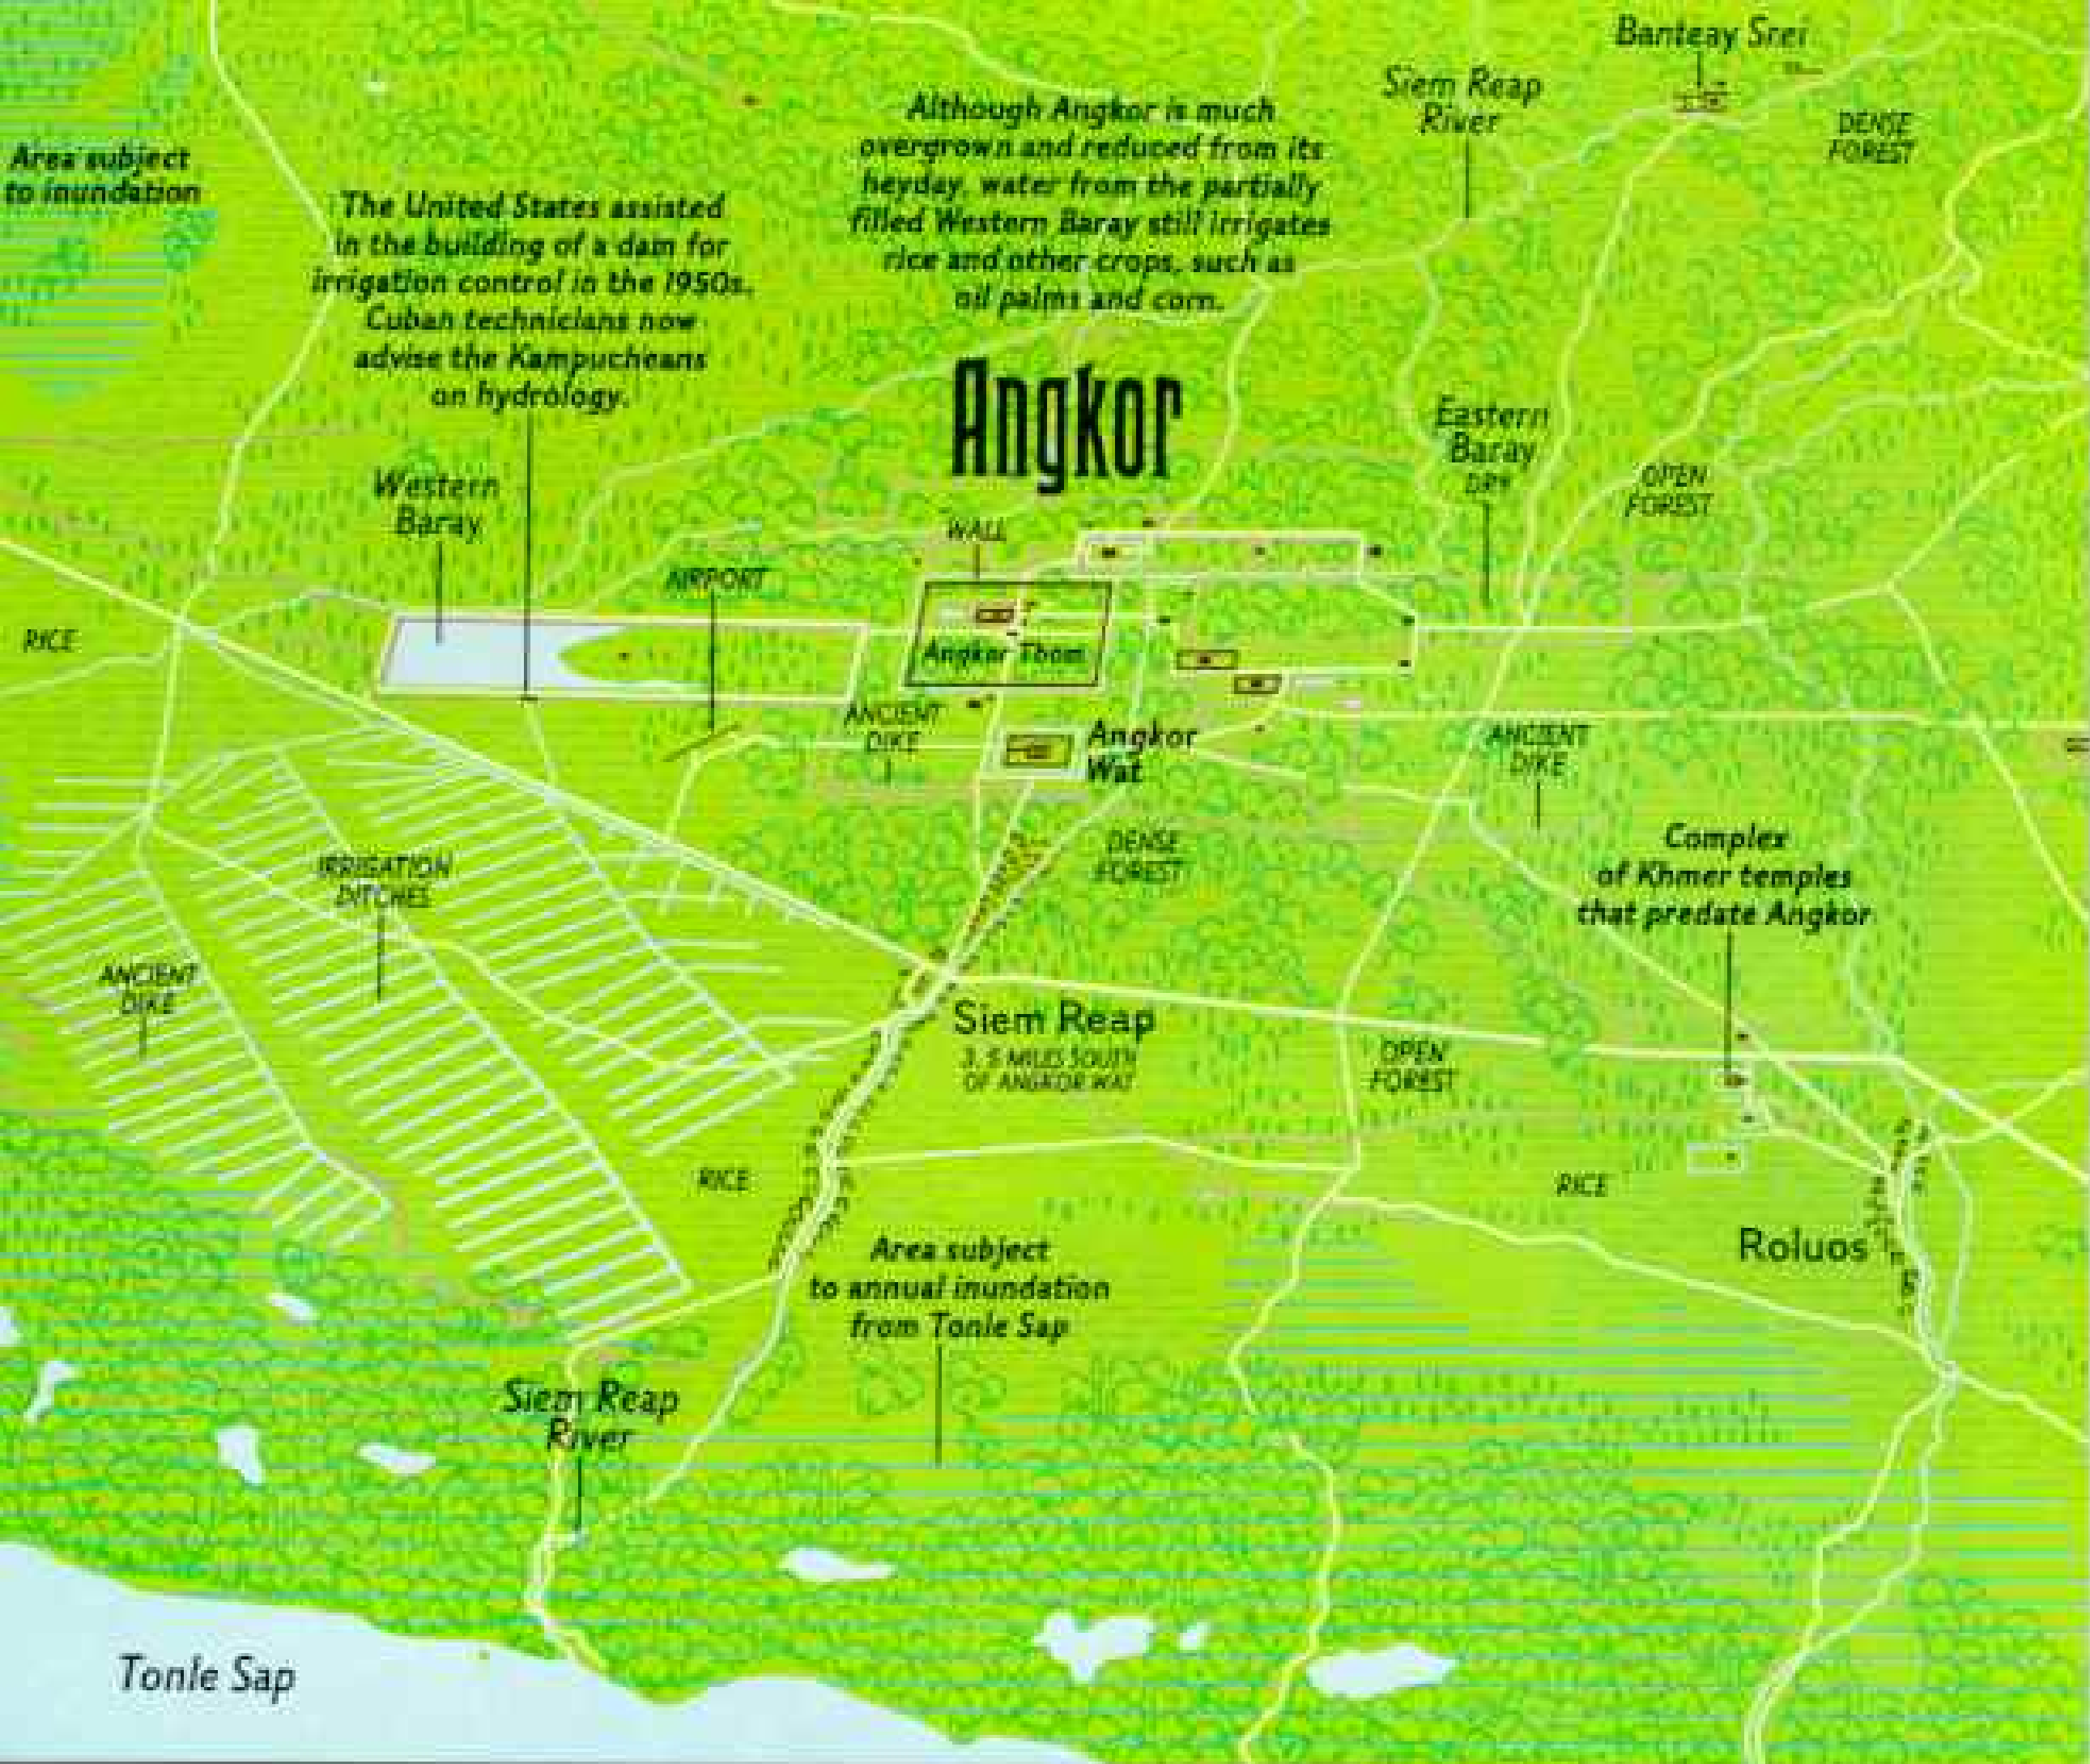 Banteay Srei
Siem Reap
River
DENSE
FOREST
Although Angkor is much
overgrown and reduced from its
heyday, water from the partially
filled Western Baray still irrigates
rice and other crops, such as
oil palms and corn.
Area subject
to inundation
The United States assisted
in the building of a dam for
irrigation control in the 1950s.
Cuban technicians now
advise the Kampucheans
on hydrology.
Angkor
Eastern
Baray
DRY
OPEN
FOREST
Western
Baray
WALL
AIRPORT
RICE
Angkor Thom
ANCIENT
DIKE
Angkor
Wat
ANCIENT
DIKE
DENSE
FOREST
Complex
of Khmer temples
that predate Angkor
IRRIGATION
DITCHES
ANCIENT
DIKE
Siem Reap
3.5 MILES SOUTH
OF ANGKOR WAT
OPEN
FOREST
RICE
RICE
Roluos
Area subject
to annual inundation
from Tonle Sap
Siem Reap
River
Tonle Sap